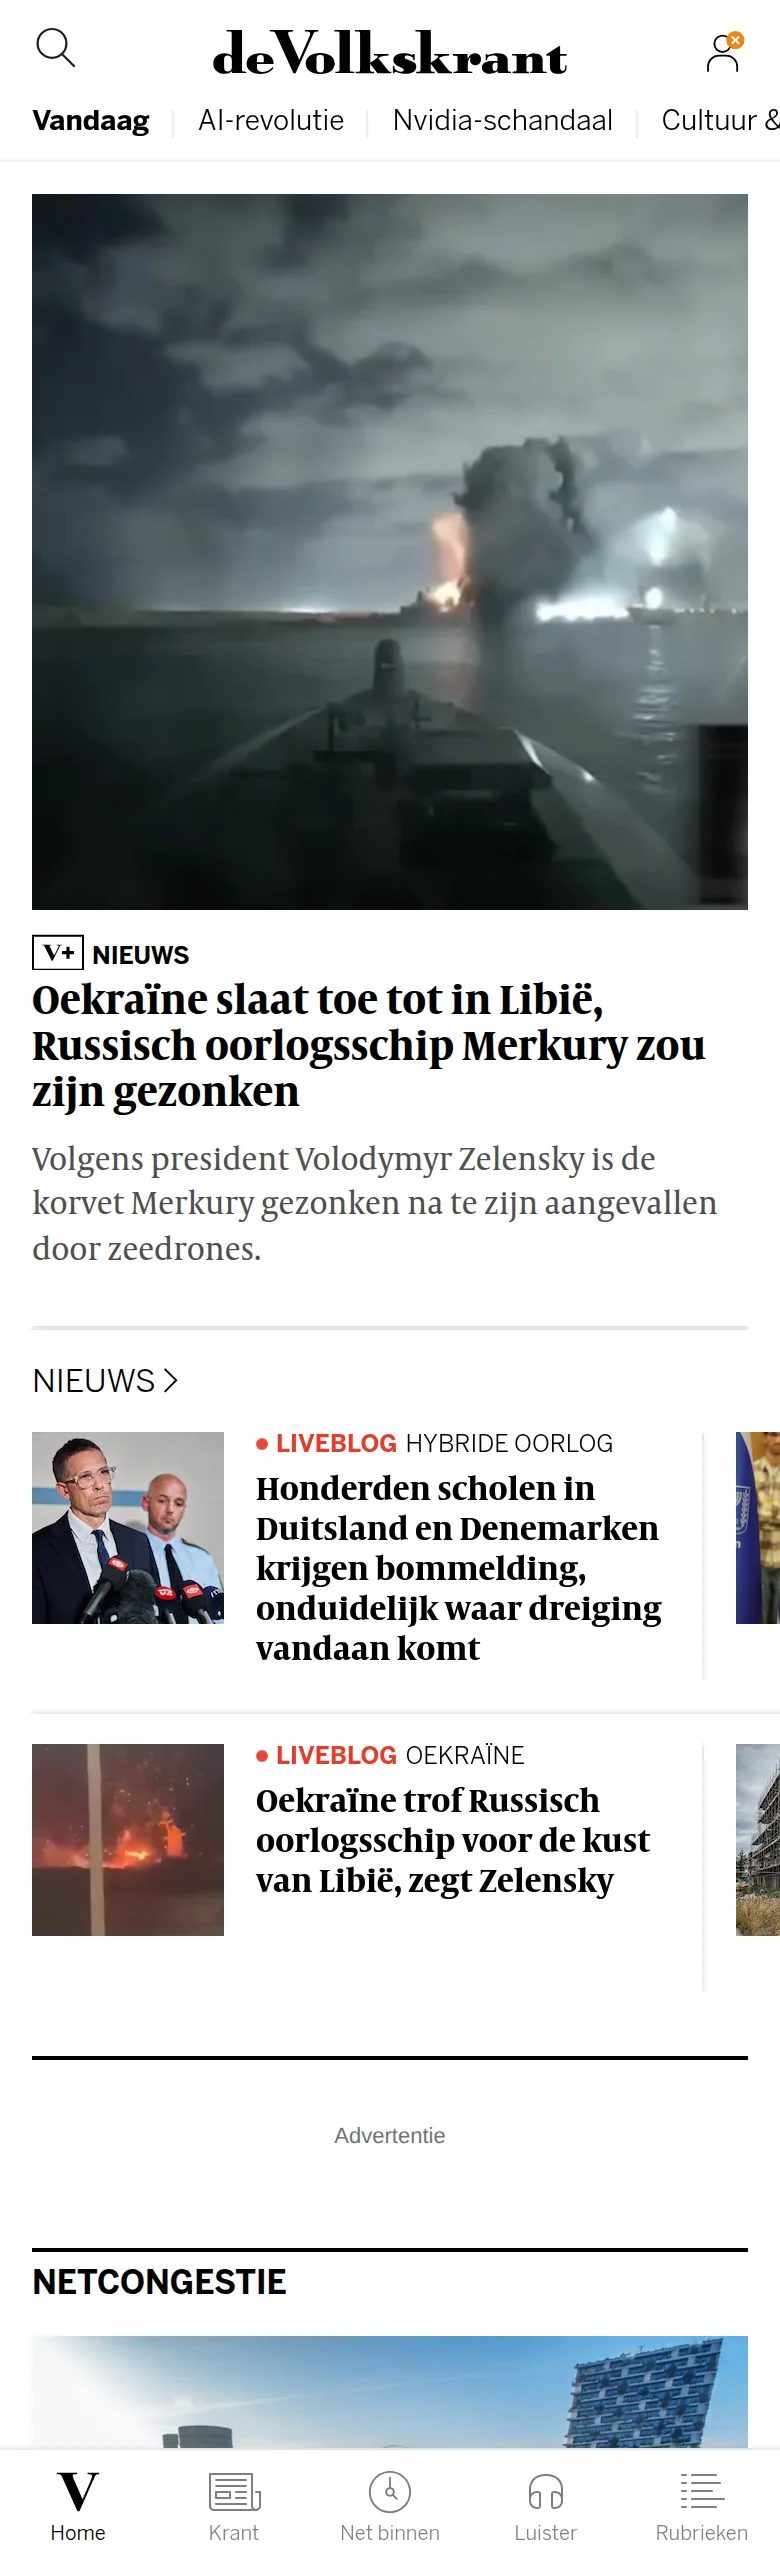 deVolkskrant
Vandaag
AI-revolutie
Nvidia-schandaal
Cultuur &
V+ NIEUWS
Oekraïne slaat toe tot in Libië,
Russisch oorlogsschip Merkury zou
zijn gezonken
Volgens president Volodymyr Zelensky is de
korvet Merkury gezonken na te zijn aangevallen
door zeedrones.
NIEUWS
LIVEBLOG HYBRIDE OORLOG
Honderden scholen in
Duitsland en Denemarken
krijgen bommelding,
onduidelijk waar dreiging
vandaan komt
LIVEBLOG OEKRAÏNE
Oekraïne trof Russisch
oorlogsschip voor de kust
van Libië, zegt Zelensky
Advertentie
NETCONGESTIE
V
Home
Krant
Net binnen
Luister
Rubrieken